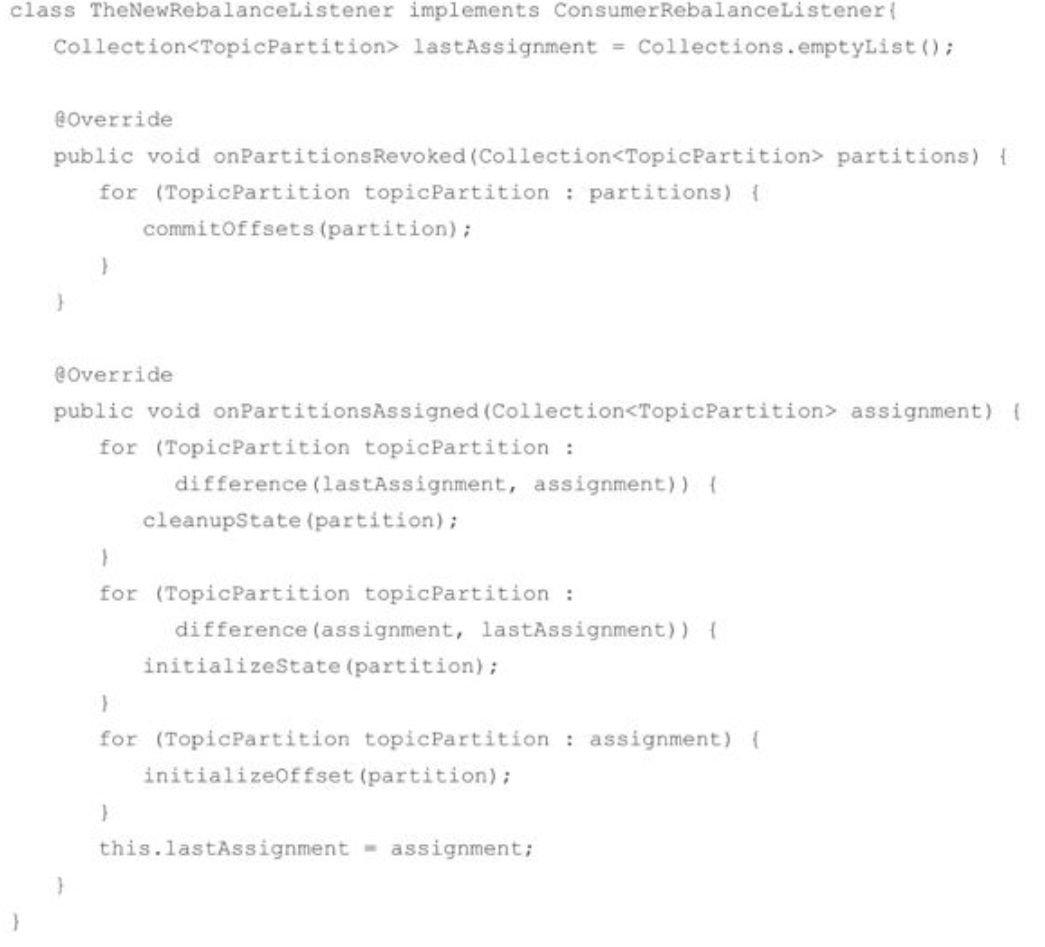 class TheNewRebalanceListener implements ConsumerRebalanceListener{
Collection<TopicPartition> lastAssignment = Collections.emptyList();
@Override
public void onPartitionsRevoked(Collection<TopicPartition> partitions) {
for (TopicPartition topicPartition : partitions) {
commitOffsets(partition);
}
}
@Override
public void onPartitionsAssigned(Collection<TopicPartition> assignment) {
for (TopicPartition topicPartition :
difference(lastAssignment, assignment)) {
cleanupState(partition);
}
for (TopicPartition topicPartition :
difference(assignment, lastAssignment)) {
initializeState(partition);
}
for (TopicPartition topicPartition : assignment) {
initializeOffset(partition);
}
this.lastAssignment = assignment;
}
}